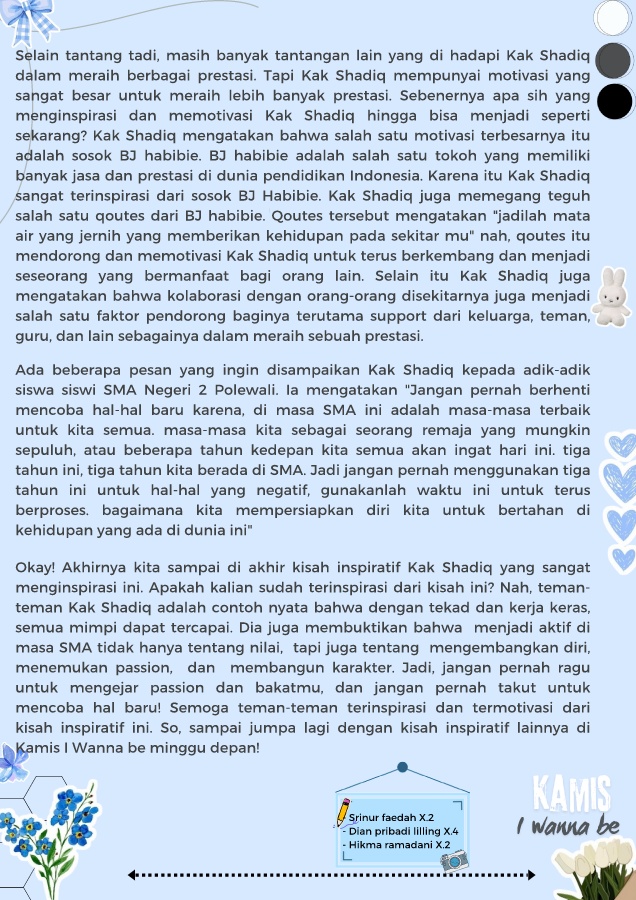 Selain tantang tadi, masih banyak tantangan lain yang di hadapi Kak Shadiq
dalam meraih berbagai prestasi. Tapi Kak Shadiq mempunyai motivasi yang
sangat besar untuk meraih lebih banyak prestasi. Sebenernya apa sih yang
menginspirasi dan memotivasi Kak Shadiq hingga bisa menjadi seperti
sekarang? Kak Shadiq mengatakan bahwa salah satu motivasi terbesarnya itu
adalah sosok BJ habibie. BJ habibie adalah salah satu tokoh yang memiliki
banyak jasa dan prestasi di dunia pendidikan Indonesia. Karena itu Kak Shadiq
sangat terinspirasi dari sosok BJ Habibie. Kak Shadiq juga memegang teguh
salah satu qoutes dari BJ habibie. Qoutes tersebut mengatakan "jadilah mata
air yang jernih yang memberikan kehidupan pada sekitar mu" nah, qoutes itu
mendorong dan memotivasi Kak Shadiq untuk terus berkembang dan menjadi
seseorang yang bermanfaat bagi orang lain. Selain itu Kak Shadiq juga
mengatakan bahwa kolaborasi dengan orang-orang disekitarnya juga menjadi
salah satu faktor pendorong baginya terutama support dari keluarga, teman,
guru, dan lain sebagainya dalam meraih sebuah prestasi.
Ada beberapa pesan yang ingin disampaikan Kak Shadiq kepada adik-adik
siswa siswi SMA Negeri 2 Polewali. Ia mengatakan "Jangan pernah berhenti
mencoba hal-hal baru karena, di masa SMA ini adalah masa-masa terbaik
untuk kita semua. masa-masa kita sebagai seorang remaja yang mungkin
sepuluh, atau beberapa tahun kedepan kita semua akan ingat hari ini. tiga
tahun ini, tiga tahun kita berada di SMA. Jadi jangan pernah menggunakan tiga
tahun ini untuk hal-hal yang negatif, gunakanlah waktu ini untuk terus
berproses. bagaimana kita mempersiapkan diri kita untuk bertahan di
kehidupan yang ada di dunia ini"
Okay! Akhirnya kita sampai di akhir kisah inspiratif Kak Shadiq yang sangat
menginspirasi ini. Apakah kalian sudah terinspirasi dari kisah ini? Nah, teman-
teman Kak Shadiq adalah contoh nyata bahwa dengan tekad dan kerja keras,
semua mimpi dapat tercapai. Dia juga membuktikan bahwa menjadi aktif di
masa SMA tidak hanya tentang nilai, tapi juga tentang mengembangkan diri,
menemukan passion, dan membangun karakter. Jadi, jangan pernah ragu
untuk mengejar passion dan bakatmu, dan jangan pernah takut untuk
mencoba hal baru! Semoga teman-teman terinspirasi dan termotivasi dari
kisah inspiratif ini. So, sampai jumpa lagi dengan kisah inspiratif lainnya di
Kamis I Wanna be minggu depan!
Srinur faedah X.2
- Dian pribadi lilling X.4
- Hikma ramadani X.2
KAMIS
I wanna be